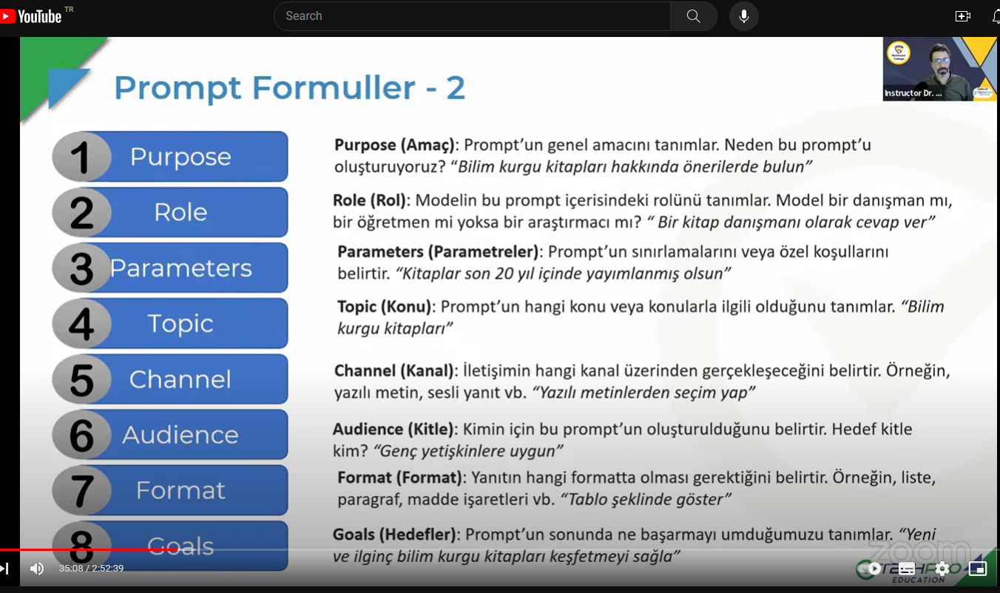 YouTube TR
Search
Prompt Formuller - 2
Richmond
College
Instructor Dr. ...
1 Purpose
Purpose (Amaç): Prompt’un genel amacını tanımlar. Neden bu prompt’u
oluşturuyoruz? “Bilim kurgu kitapları hakkında önerilerde bulun”
2 Role
Role (Rol): Modelin bu prompt içerisindeki rolünü tanımlar. Model bir danışman mı,
bir öğretmen mi yoksa bir araştırmacı mı? “ Bir kitap danışmanı olarak cevap ver”
3 Parameters
Parameters (Parametreler): Prompt’un sınırlamalarını veya özel koşullarını
belirtir. “Kitaplar son 20 yıl içinde yayımlanmış olsun”
4 Topic
Topic (Konu): Prompt’un hangi konu veya konularla ilgili olduğunu tanımlar. “Bilim
kurgu kitapları”
5 Channel
Channel (Kanal): İletişimin hangi kanal üzerinden gerçekleşeceğini belirtir. Örneğin,
yazılı metin, sesli yanıt vb. “Yazılı metinlerden seçim yap”
6 Audience
Audience (Kitle): Kimin için bu prompt’un oluşturulduğunu belirtir. Hedef kitle
kim? “Genç yetişkinlere uygun”
7 Format
Format (Format): Yanıtın hangi formatta olması gerektiğini belirtir. Örneğin, liste,
paragraf, madde işaretleri vb. “Tablo şeklinde göster”
8 Goals
Goals (Hedefler): Prompt’un sonunda ne başarmayı umduğumuzu tanımlar. “Yeni
ve ilginç bilim kurgu kitapları keşfetmeyi sağla”
zoom
35:08 / 2:52:39
TECHPRO
EDUCATION